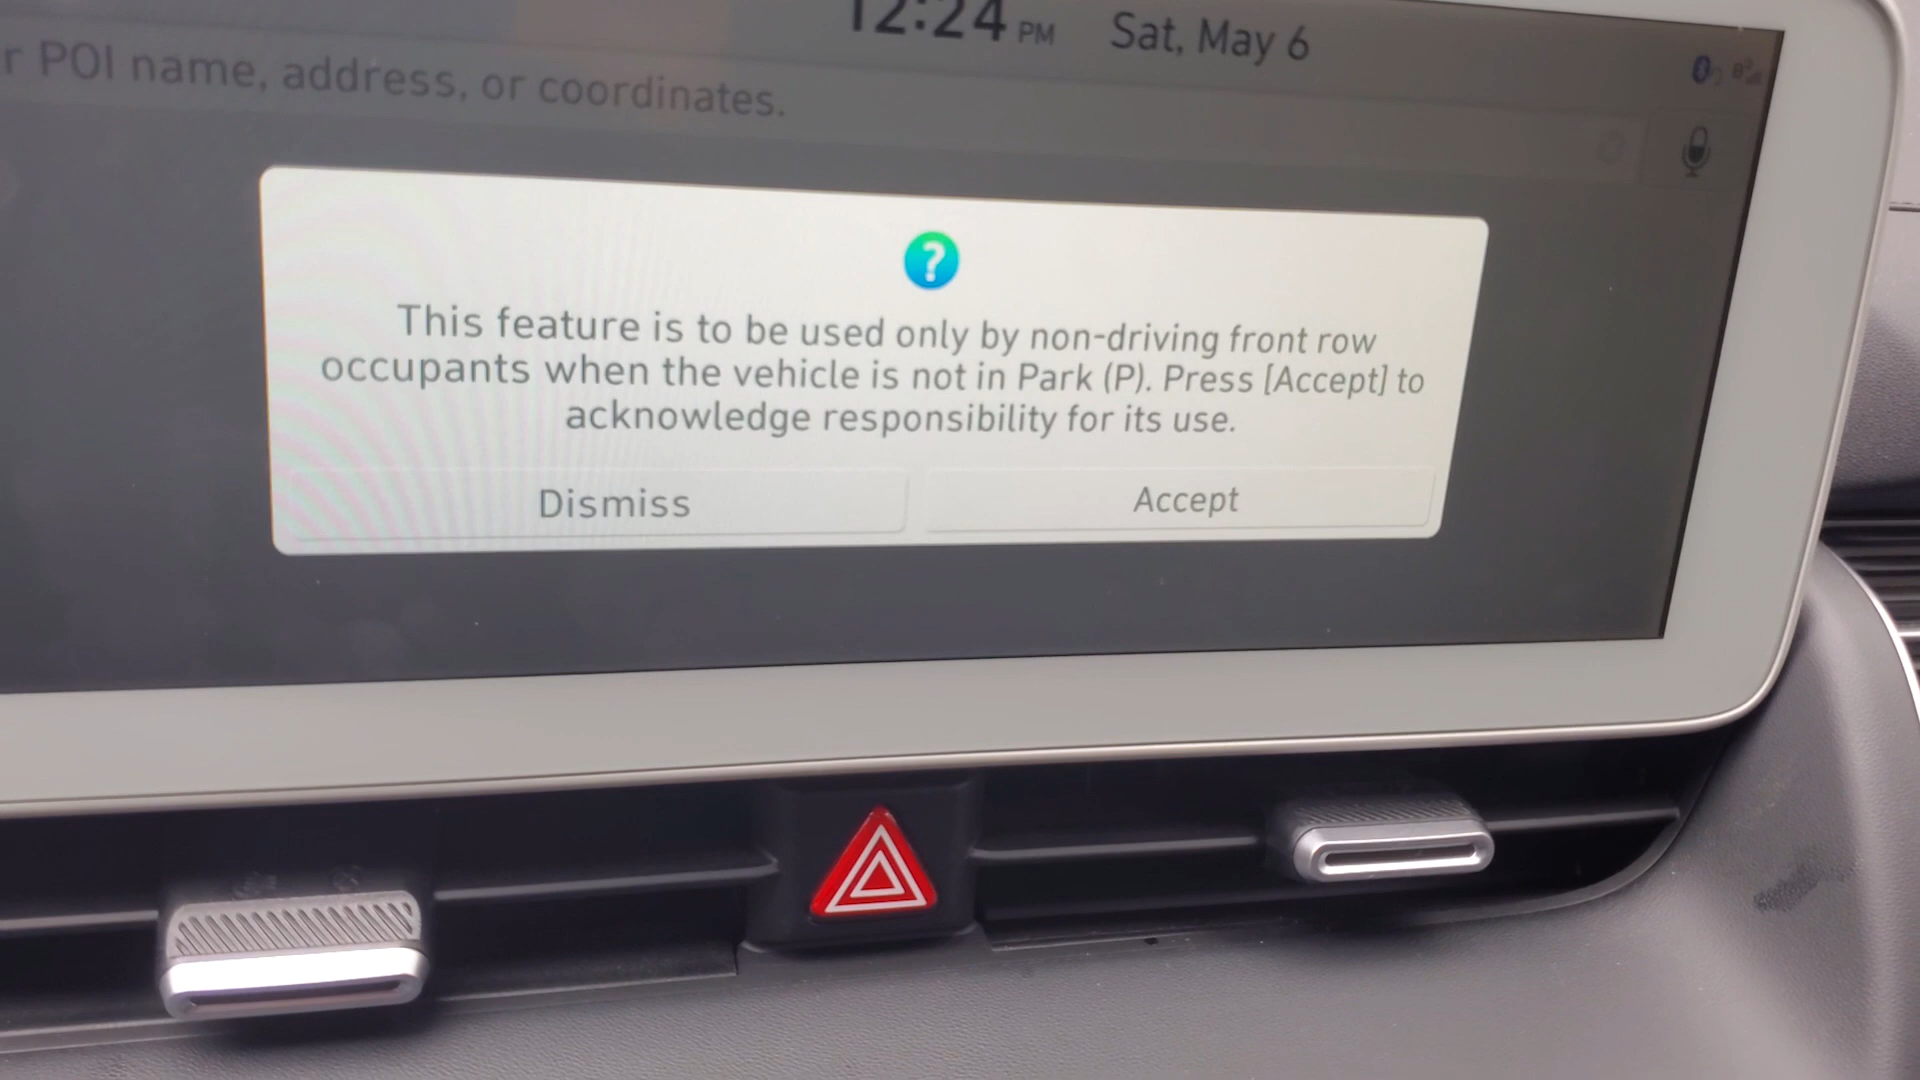 12:24 PM Sat, May 6
r POI name, address, or coordinates.
?
This feature is to be used only by non-driving front row
occupants when the vehicle is not in Park (P). Press [Accept] to
acknowledge responsibility for its use.
Dismiss
Accept